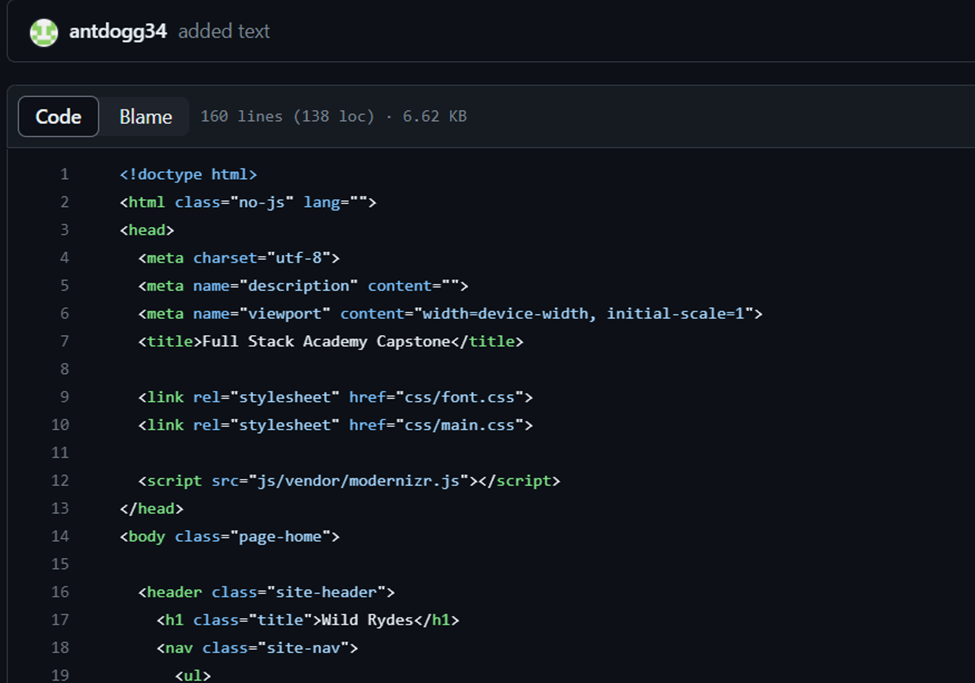 antdogg34 added text
Code Blame 160 lines (138 loc) · 6.62 KB
1 <!doctype html>
2 <html class="no-js" lang="">
3 <head>
4 <meta charset="utf-8">
5 <meta name="description" content="">
6 <meta name="viewport" content="width=device-width, initial-scale=1">
7 <title>Full Stack Academy Capstone</title>
8
9 <link rel="stylesheet" href="css/font.css">
10 <link rel="stylesheet" href="css/main.css">
11
12 <script src="js/vendor/modernizr.js"></script>
13 </head>
14 <body class="page-home">
15
16 <header class="site-header">
17 <h1 class="title">Wild Rydes</h1>
18 <nav class="site-nav">
19 <ul>